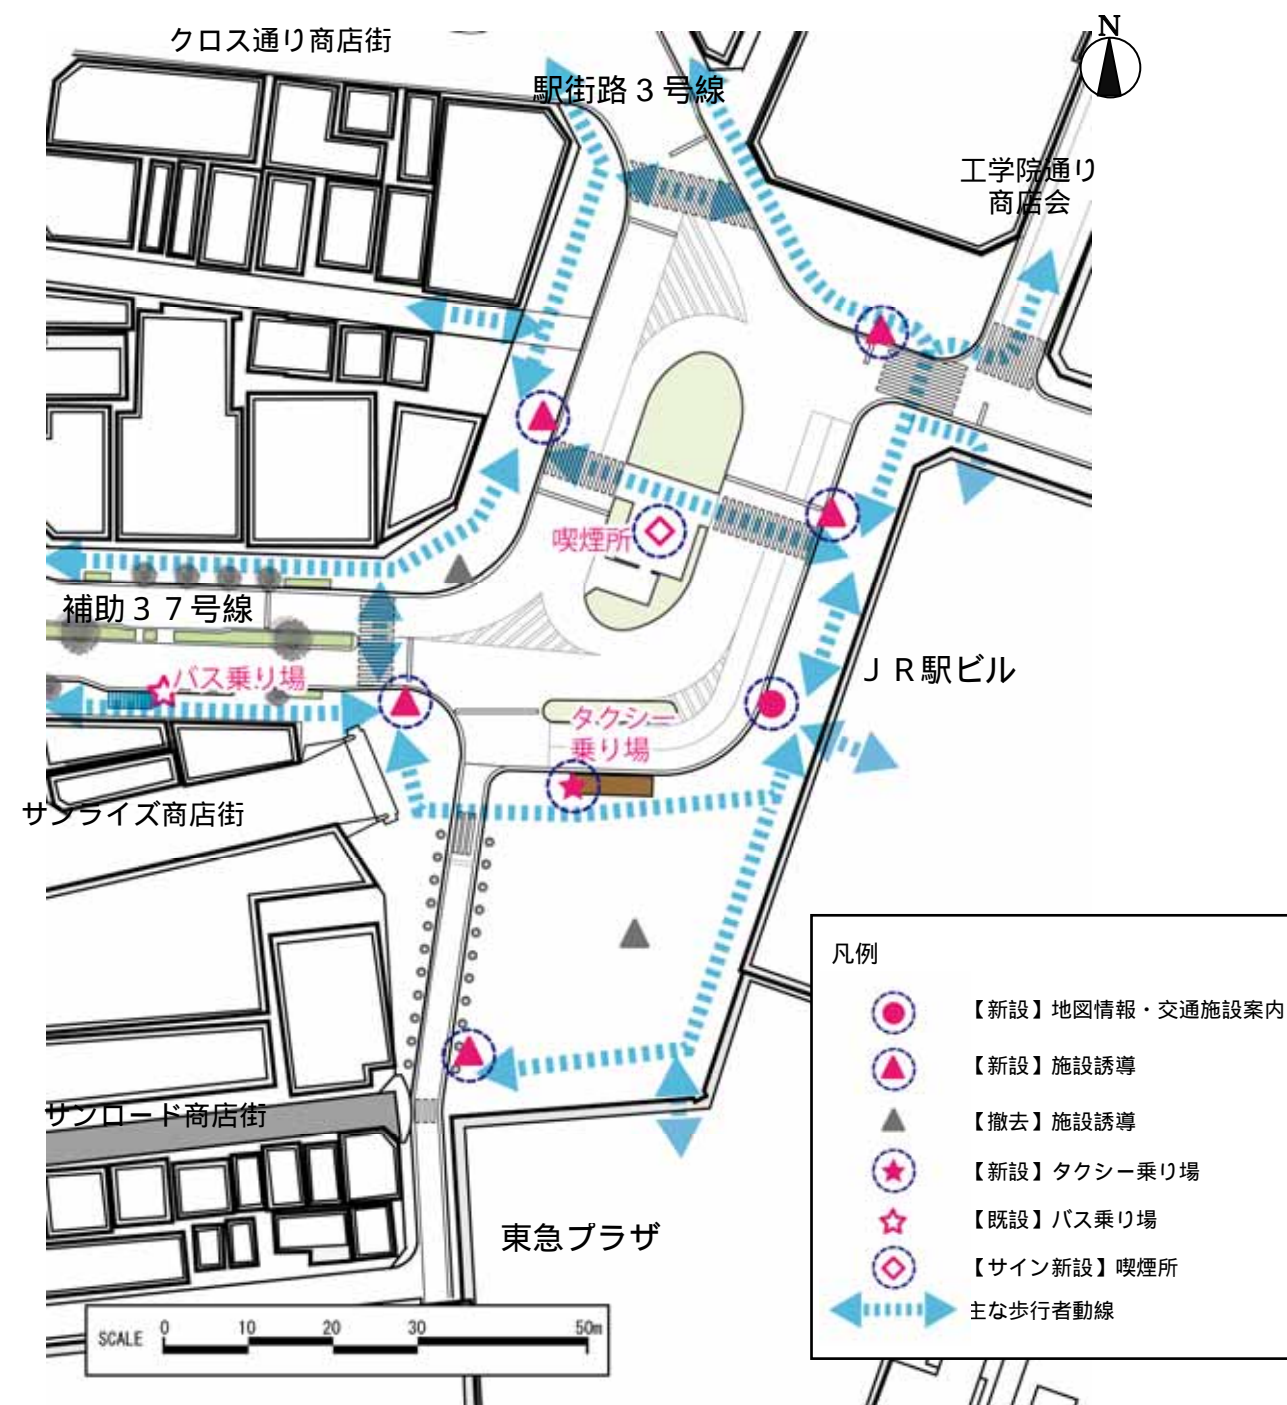 クロス通り商店街
N
駅街路３号線
工学院通り
商店会
喫煙所
補助３７号線
バス乗り場
ＪＲ駅ビル
タクシー
乗り場
サンライズ商店街
サンロード商店街
東急プラザ
凡例
【新設】地図情報・交通施設案内
【新設】施設誘導
【撤去】施設誘導
【新設】タクシー乗り場
【既設】バス乗り場
【サイン新設】喫煙所
主な歩行者動線
SCALE 0 10 20 30 50m